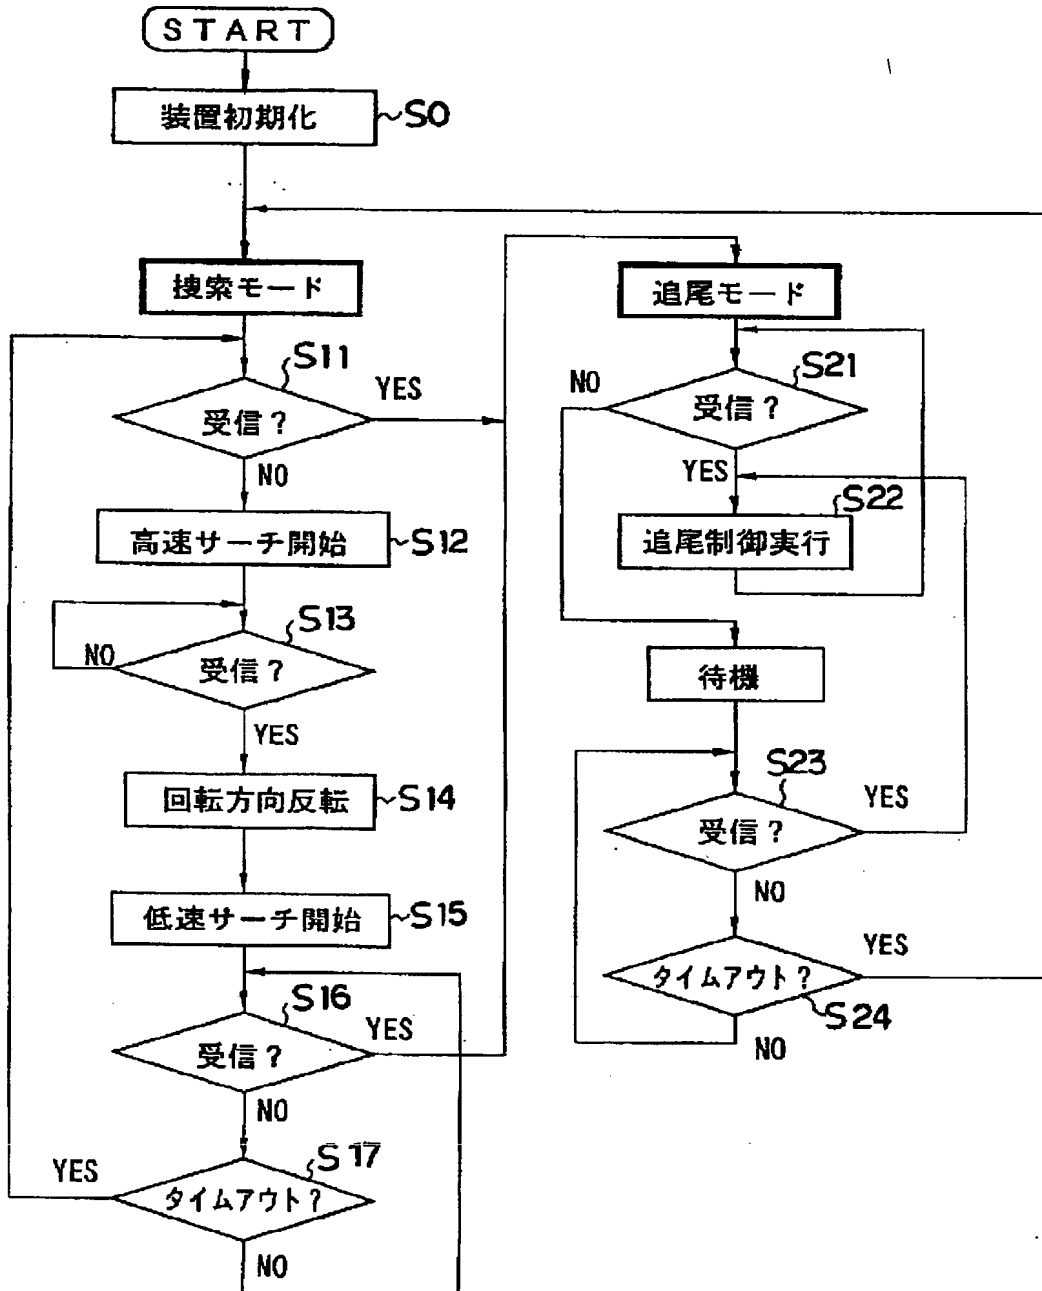 START
装置初期化
S0
捜索モード
S11
受信?
YES
NO
高速サーチ開始
S12
S13
受信?
NO
YES
回転方向反転
S14
低速サーチ開始
S15
S16
受信?
YES
NO
S17
タイムアウト?
YES
NO
追尾モード
S21
受信?
NO
YES
S22
追尾制御実行
待機
S23
受信?
YES
NO
タイムアウト?
YES
S24
NO